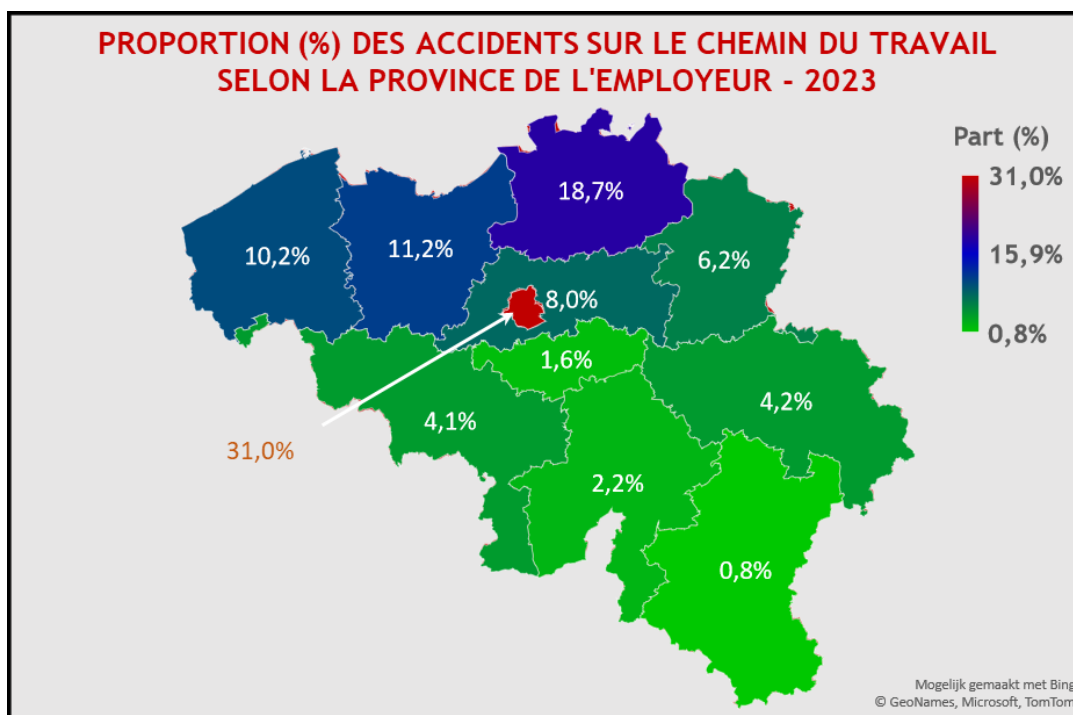 PROPORTION (%) DES ACCIDENTS SUR LE CHEMIN DU TRAVAIL
SELON LA PROVINCE DE L'EMPLOYEUR - 2023
Part (%)
31,0%
15,9%
0,8%
18,7%
10,2%
11,2%
6,2%
8,0%
1,6%
4,1%
4,2%
31,0%
2,2%
0,8%
Mogelijk gemaakt met Bing
© GeoNames, Microsoft, TomTom